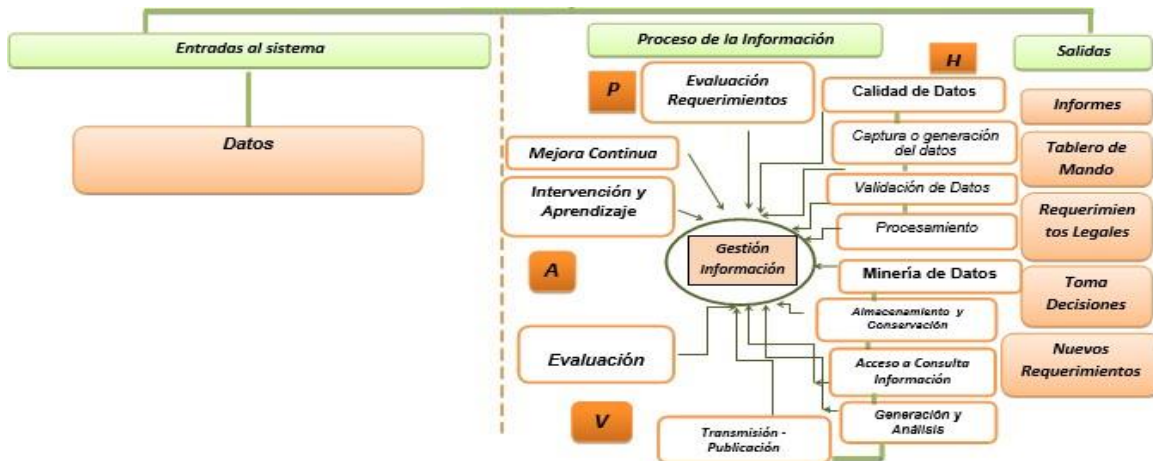 Entradas al sistema
Datos
Proceso de la Información
P
Evaluación
Requerimientos
Mejora Continua
Intervención y
Aprendizaje
A
Evaluación
V
Gestión
Información
H
Calidad de Datos
Captura o generación
del datos
Validación de Datos
Procesamiento
Minería de Datos
Almacenamiento y
Conservación
Acceso a Consulta
Información
Generación y
Análisis
Transmisión -
Publicación
Salidas
Informes
Tablero de
Mando
Requerimien
tos Legales
Toma
Decisiones
Nuevos
Requerimientos